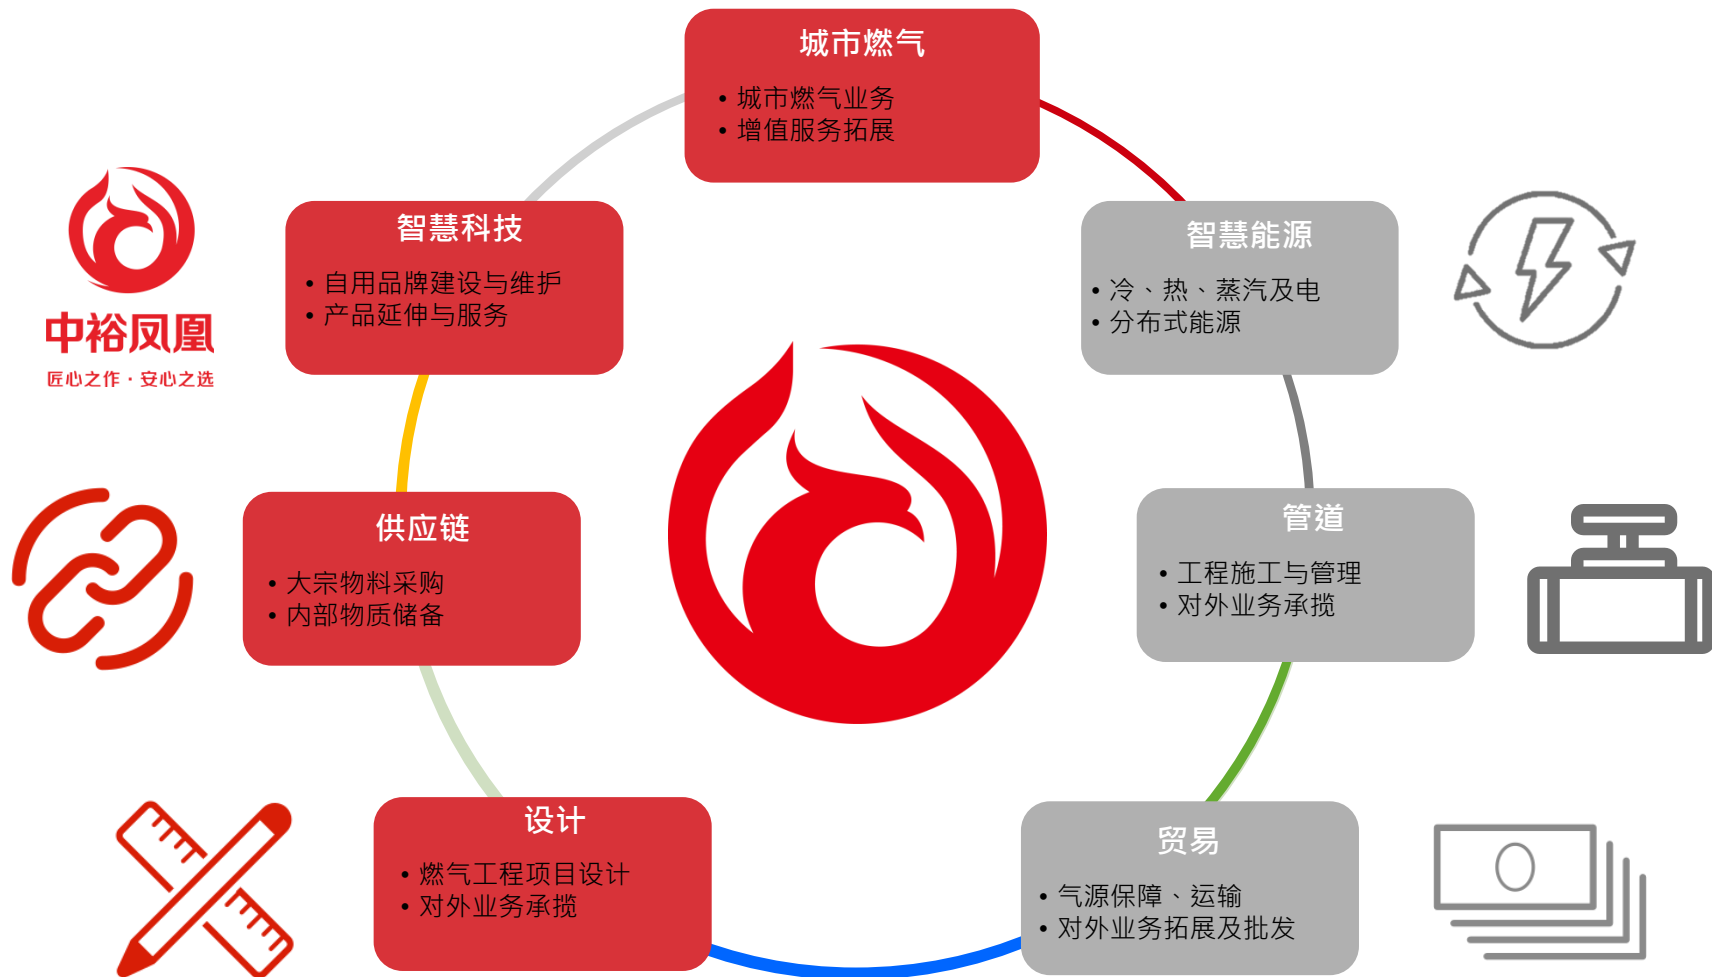 城市燃气
• 城市燃气业务
• 增值服务拓展
智慧科技
• 自用品牌建设与维护
• 产品延伸与服务
智慧能源
• 冷、热、蒸汽及电
• 分布式能源
中裕凤凰
匠心之作·安心之选
供应链
• 大宗物料采购
• 内部物质储备
管道
• 工程施工与管理
• 对外业务承揽
设计
• 燃气工程项目设计
• 对外业务承揽
贸易
• 气源保障、运输
• 对外业务拓展及批发